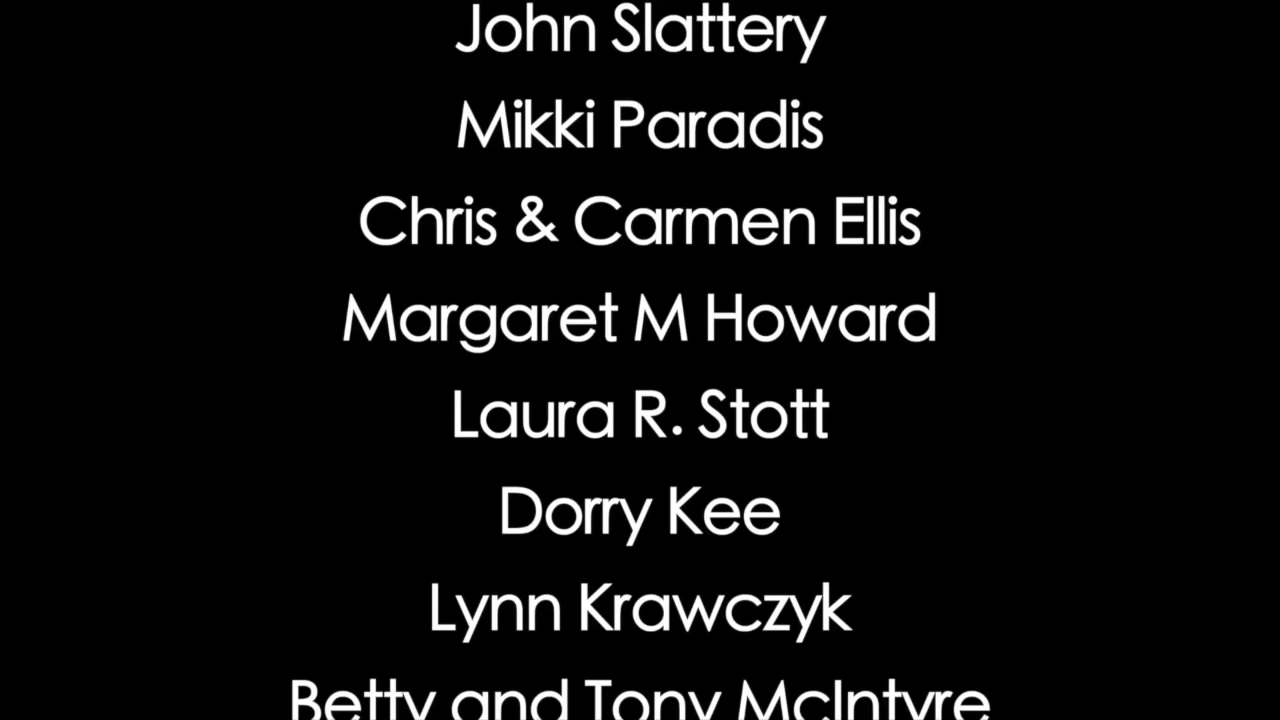 John Slattery
Mikki Paradis
Chris & Carmen Ellis
Margaret M Howard
Laura R. Stott
Dorry Kee
Lynn Krawczyk
Betty and Tony McIntyre